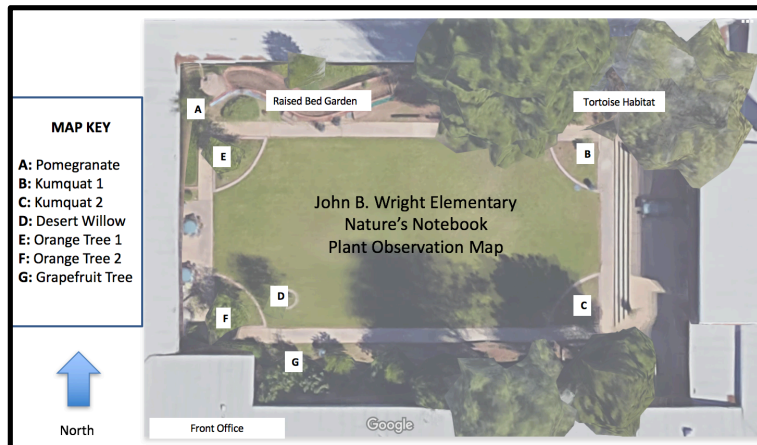 MAP KEY
A: Pomegranate
B: Kumquat 1
C: Kumquat 2
D: Desert Willow
E: Orange Tree 1
F: Orange Tree 2
G: Grapefruit Tree
North
A
Raised Bed Garden
Tortoise Habitat
E
B
John B. Wright Elementary
Nature's Notebook
Plant Observation Map
D
F
C
G
Front Office
Google